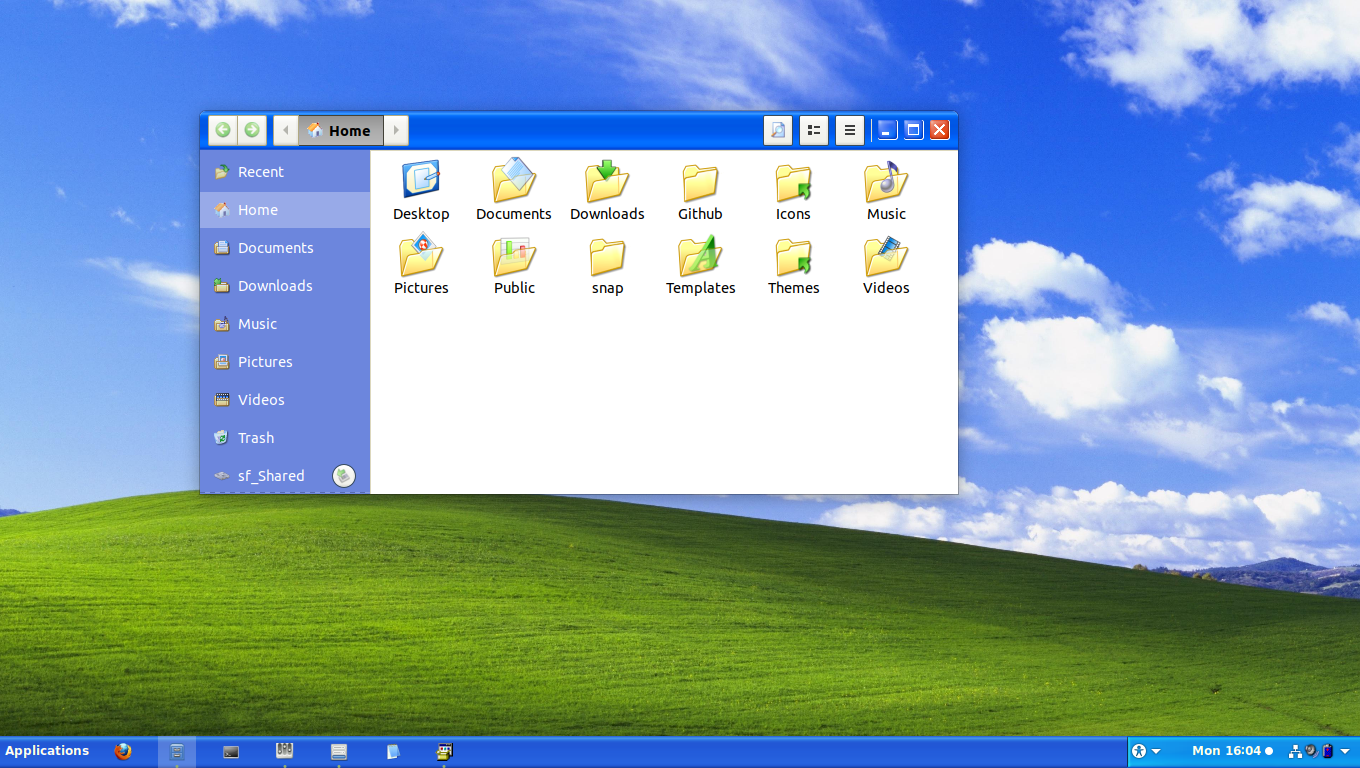 Home
Recent
Home
Documents
Downloads
Music
Pictures
Videos
Trash
sf_Shared
Desktop
Documents
Downloads
Github
Icons
Music
Pictures
Public
snap
Templates
Themes
Videos
Applications
Mon 16:04